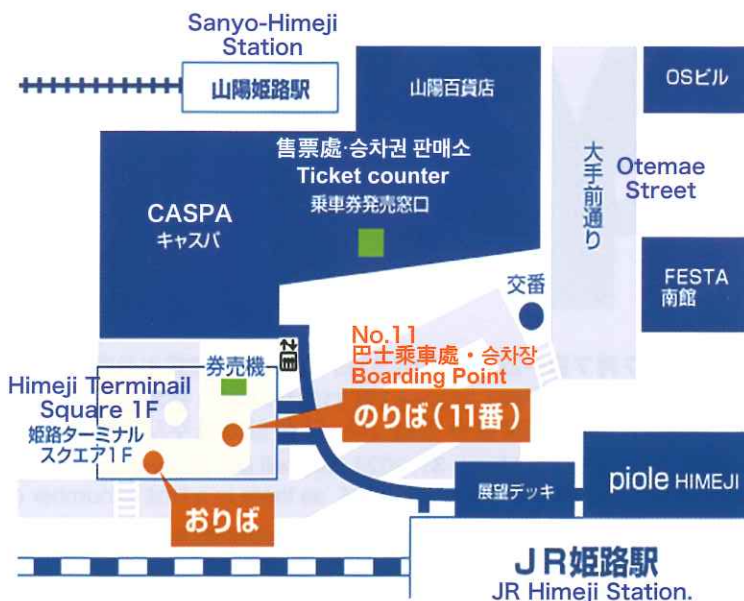 Sanyo-Himeji
Station
山陽姫路駅
山陽百貨店
OSビル
售票處·승차권 판매소
Ticket counter
乗車券発売窓口
大手前通り
Otemae
Street
CASPA
キャスパ
FESTA
南館
交番
No.11
巴士乘車處・승차장
Boarding Point
のりば(11番)
券売機
Himeji Terminail
Square 1F
姫路ターミナル
スクエア1F
おりば
展望デッキ
piole HIMEJI
JR姫路駅
JR Himeji Station.